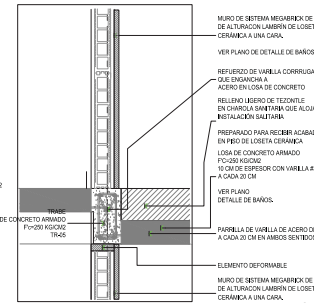 MURO DE SISTEMA MEGABRICK DE
DE ALTURACON LAMBRÍN DE LOSET
CERÁMICA A UNA CARA.
VER PLANO DE DETALLE DE BAÑOS
REFUERZO DE VARILLA CORRRUGA
QUE ENGANCHA A
ACERO EN LOSA DE CONCRETO
RELLENO LIGERO DE TEZONTLE
EN CHAROLA SANITARIA QUE ALOJA
INSTALACIÓN SALITARIA
PREPARADO PARA RECIBIR ACABAD
EN PISO DE LOSETA CERÁMICA
LOSA DE CONCRETO ARMADO
F'c=250 KG/CM2
10 CM DE ESPESOR CON VARILLA #
A CADA 20 CM
VER PLANO
DETALLE DE BAÑOS.
PARRILLA DE VARILLA DE ACERO DE
A CADA 20 CM EN AMBOS SENTIDOS
ELEMENTO DEFORMABLE
MURO DE SISTEMA MEGABRICK DE
DE ALTURACON LAMBRÍN DE LOSET
CERÁMICA A UNA CARA.
2
TRABE
DE CONCRETO ARMADO
F'c=250 KG/CM2
TR-05